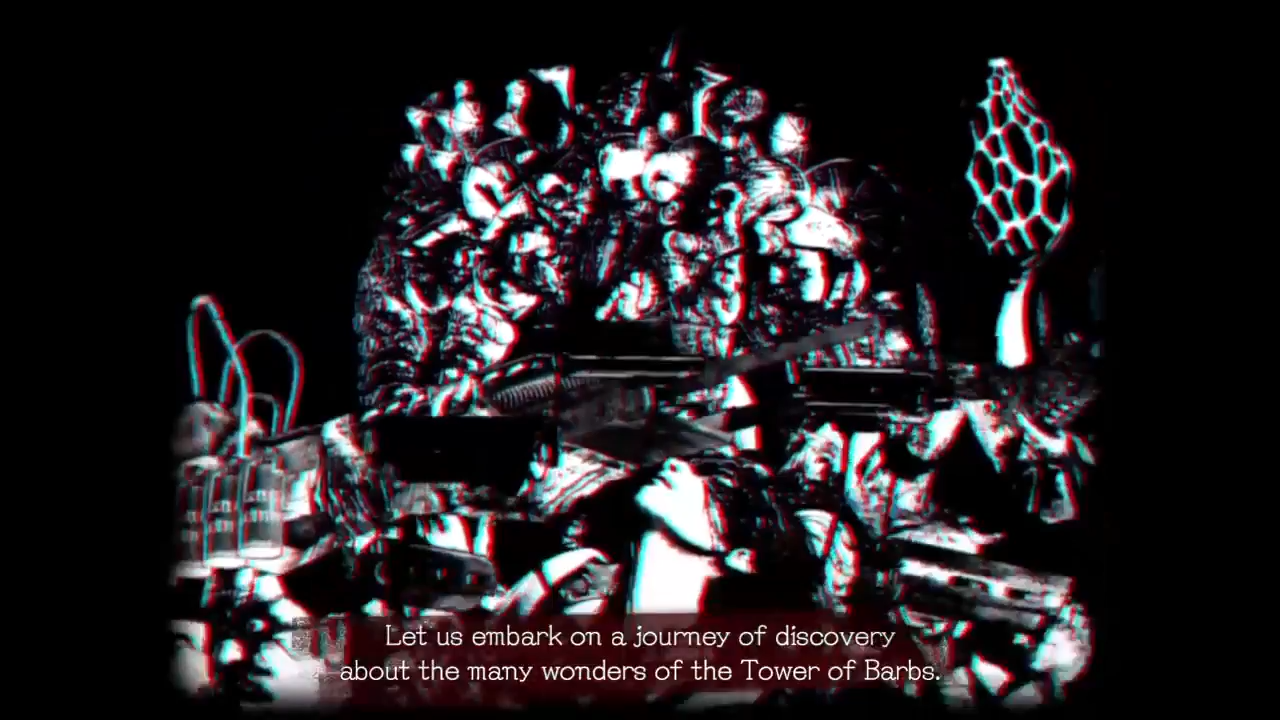 Let us embark on a journey of discovery
about the many wonders of the Tower of Barbs.